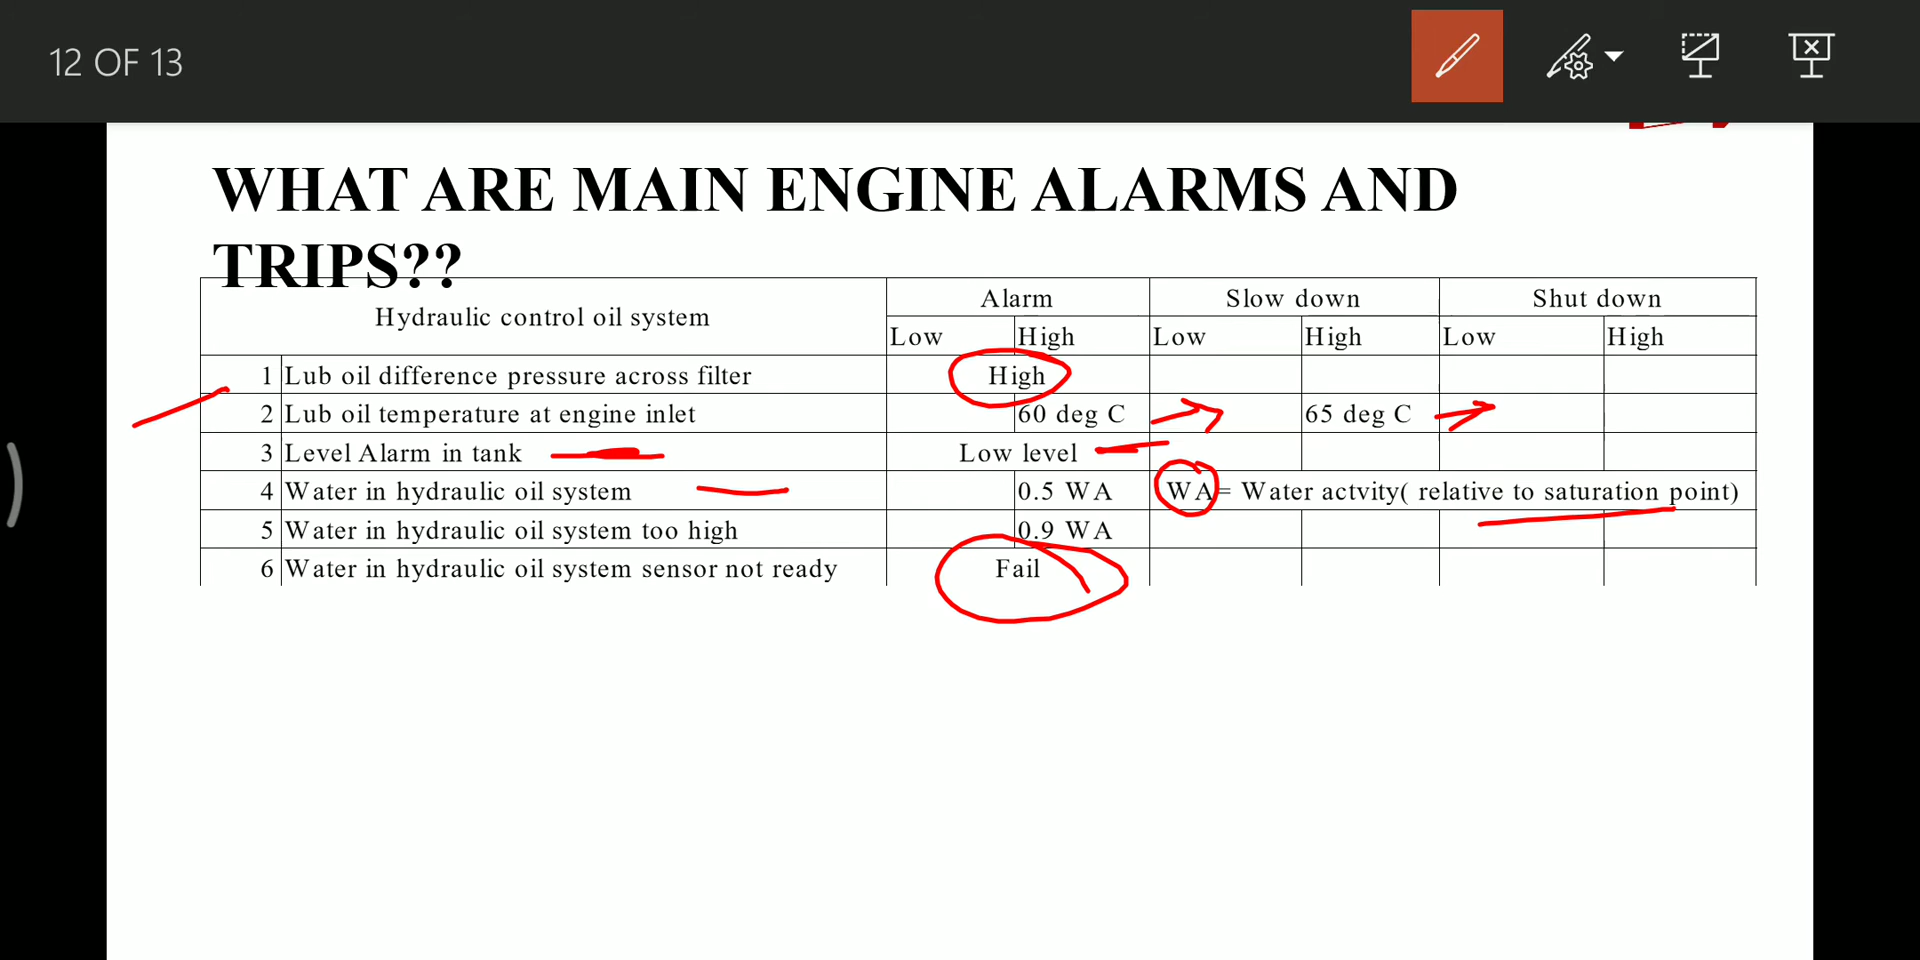 12 OF 13
WHAT ARE MAIN ENGINE ALARMS AND
TRIPS??
Hydraulic control oil system Alarm Slow down Shut down
Low High Low High Low High
1 Lub oil difference pressure across filter High
2 Lub oil temperature at engine inlet 60 deg C 65 deg C
3 Level Alarm in tank Low level
4 Water in hydraulic oil system 0.5 WA WA= Water actvity( relative to saturation point)
5 Water in hydraulic oil system too high 0.9 WA
6 Water in hydraulic oil system sensor not ready Fail